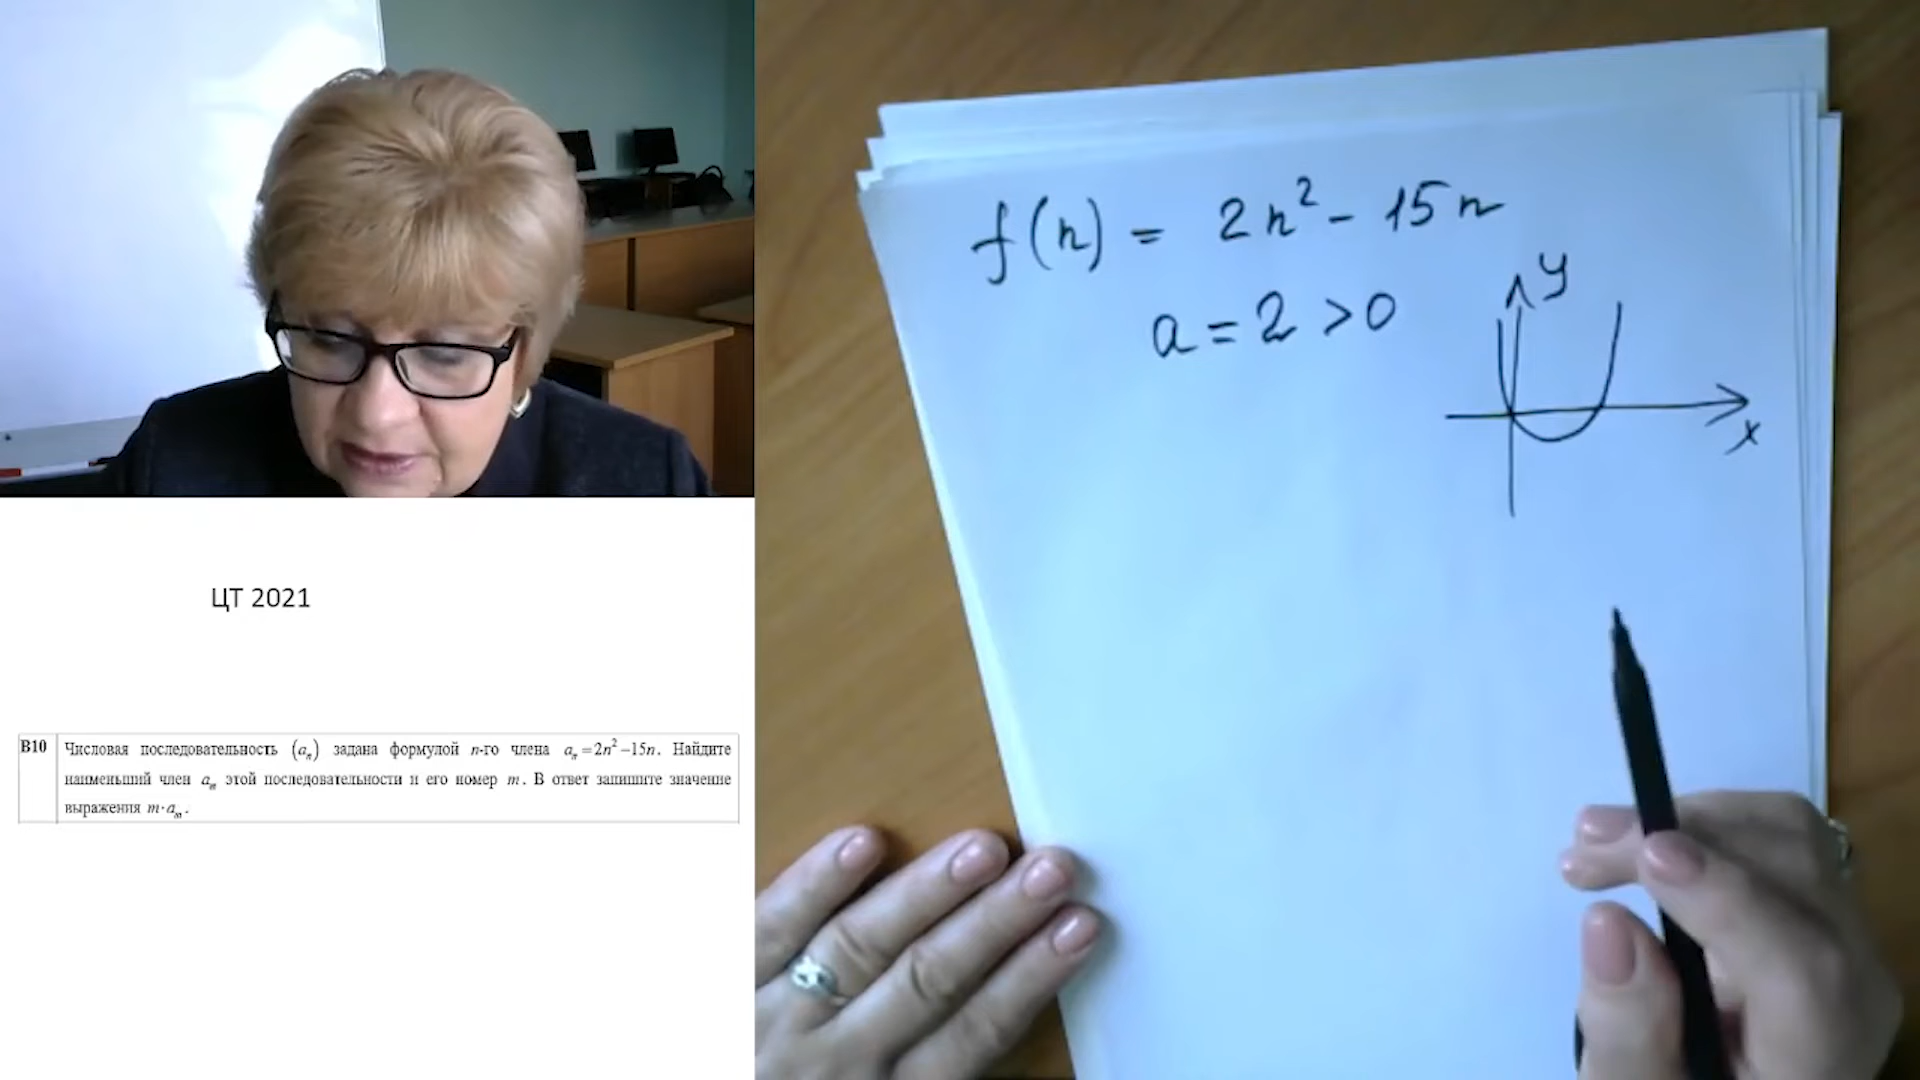 f(n) = 2n² - 15n
a = 2 > 0
y
x
ЦТ 2021
В10 Числовая последовательность (aₙ) задана формулой n-го члена aₙ = 2n² – 15n. Найдите
наименьший член aₘ этой последовательности и его номер m. В ответ запишите значение
выражения m·aₘ.